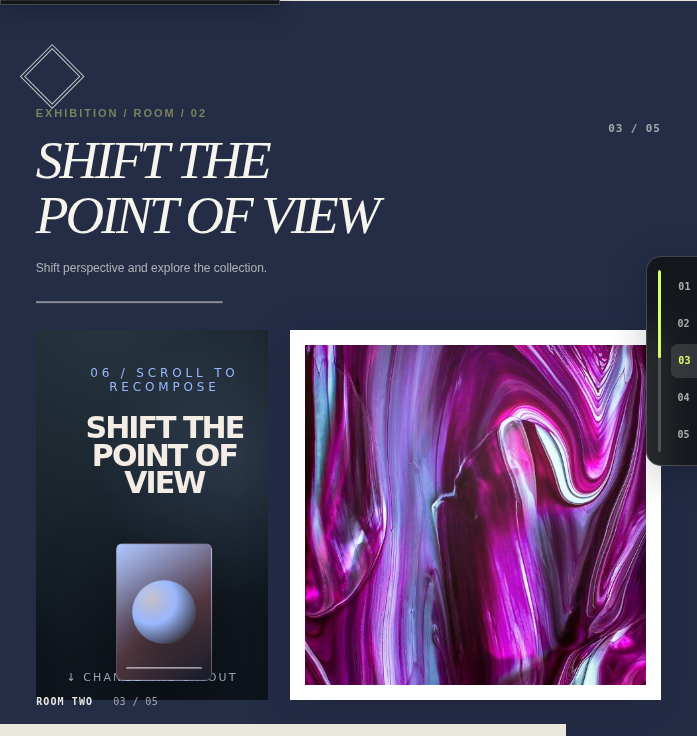 EXHIBITION / ROOM / 02
03 / 05
SHIFT THE
POINT OF VIEW
Shift perspective and explore the collection.
01
02
03
04
05
06 / SCROLL TO
RECOMPOSE
SHIFT THE
POINT OF
VIEW
↓
ROOM TWO 03 / 05